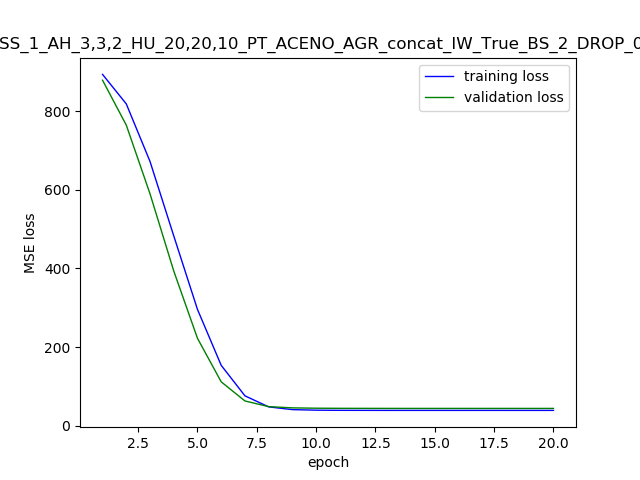 SS_1_AH_3,3,2_HU_20,20,10_PT_ACENO_AGR_concat_IW_True_BS_2_DROP_0
training loss
validation loss
800
600
400
200
0
MSE loss
2.5 5.0 7.5 10.0 12.5 15.0 17.5 20.0
epoch